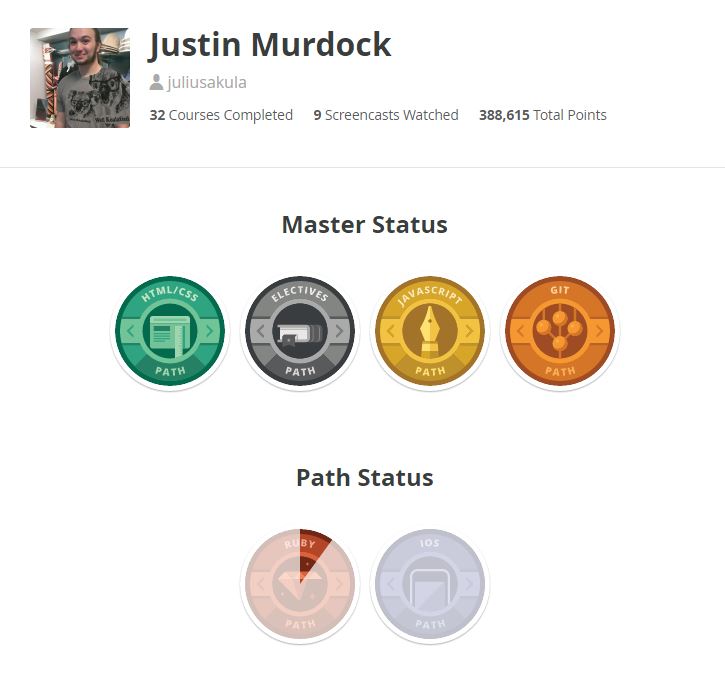 Justin Murdock
juliusakula
32 Courses Completed 9 Screencasts Watched 388,615 Total Points
Master Status
HTML/CSS PATH
ELECTIVES PATH
JAVASCRIPT PATH
GIT PATH
Path Status
RUBY PATH
IOS PATH